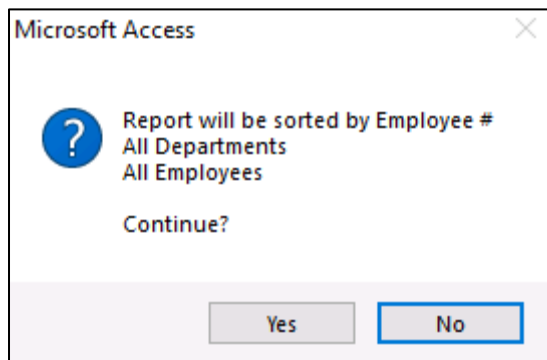 Microsoft Access
Report will be sorted by Employee #
All Departments
All Employees
Continue?
Yes No